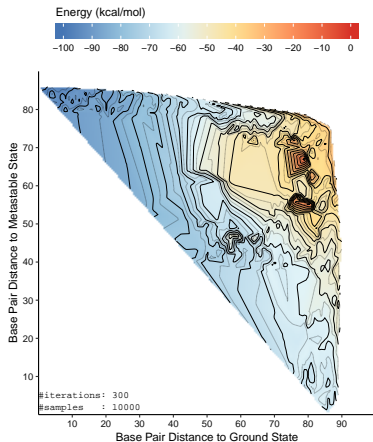 Energy (kcal/mol)
−100 −90 −80 −70 −60 −50 −40 −30 −20 −10 0
80
70
60
50
40
30
20
10
Base Pair Distance to Metastable State
#iterations: 300
#samples : 10000
10 20 30 40 50 60 70 80 90
Base Pair Distance to Ground State